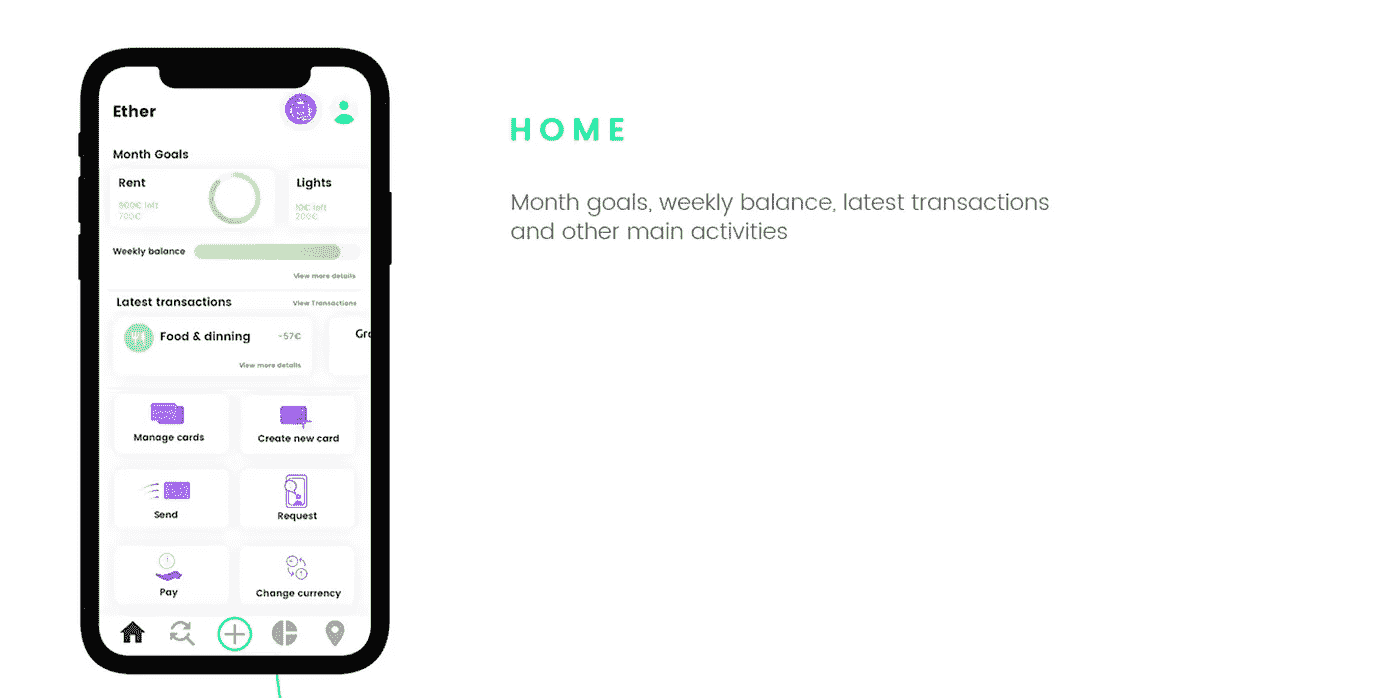 Ether
HOME
Month Goals
Rent
Lights
left
700€
10€ left
200€
Month goals, weekly balance, latest transactions
and other main activities
Weekly balance
View more details
Latest transactions
View Transactions
Food & dinning
-57€
Gro
View more details
Manage cards
Create new card
Send
Request
Pay
Change currency